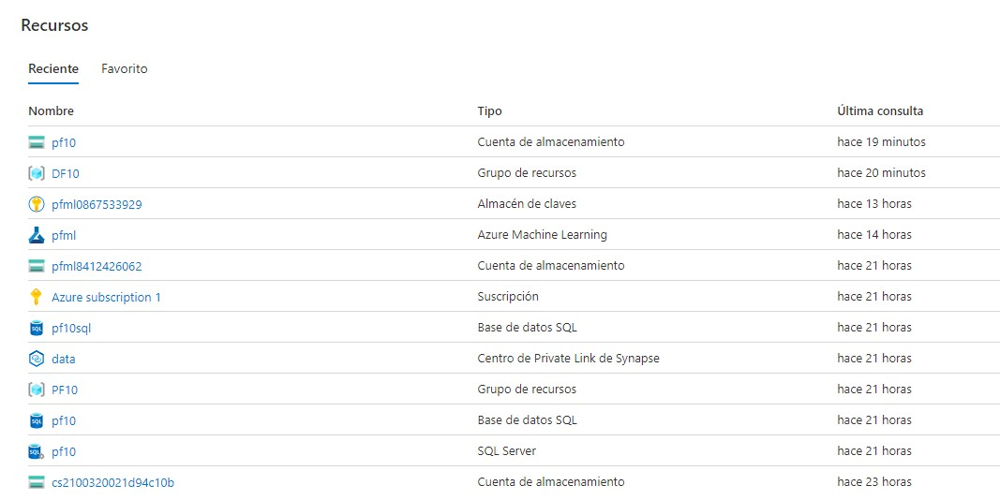 Recursos
Reciente Favorito
Nombre Tipo Última consulta
pf10 Cuenta de almacenamiento hace 19 minutos
DF10 Grupo de recursos hace 20 minutos
pfml0867533929 Almacén de claves hace 13 horas
pfml Azure Machine Learning hace 14 horas
pfml8412426062 Cuenta de almacenamiento hace 21 horas
Azure subscription 1 Suscripción hace 21 horas
SQL pf10sql Base de datos SQL hace 21 horas
data Centro de Private Link de Synapse hace 21 horas
PF10 Grupo de recursos hace 21 horas
SQL pf10 Base de datos SQL hace 21 horas
SQL pf10 SQL Server hace 21 horas
cs2100320021d94c10b Cuenta de almacenamiento hace 23 horas